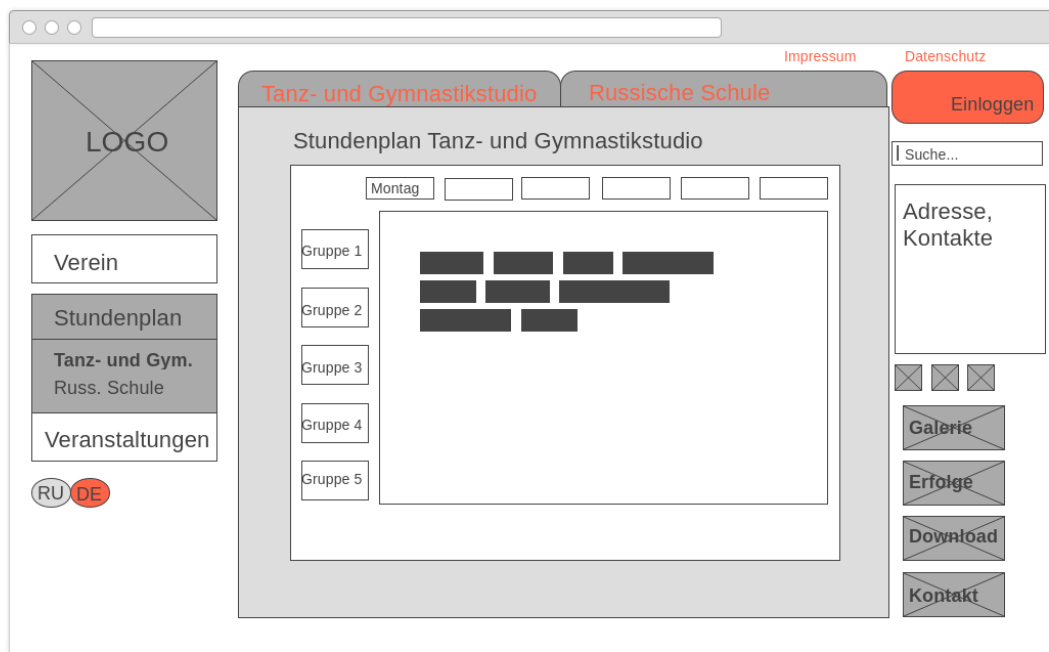 Impressum
Datenschutz
LOGO
Tanz- und Gymnastikstudio
Russische Schule
Einloggen
Stundenplan Tanz- und Gymnastikstudio
Suche...
Montag
Adresse,
Kontakte
Verein
Stundenplan
Tanz- und Gym.
Russ. Schule
Veranstaltungen
RU
DE
Gruppe 1
Gruppe 2
Gruppe 3
Gruppe 4
Gruppe 5
Galerie
Erfolge
Download
Kontakt